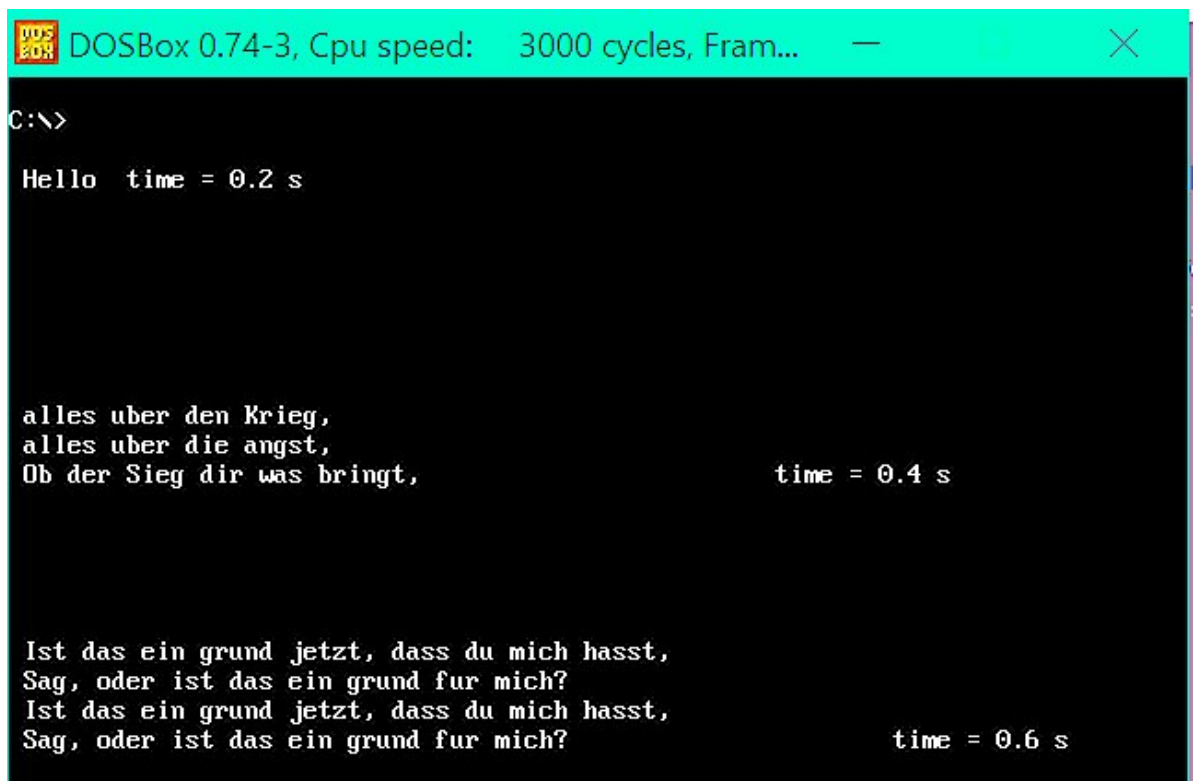 DOS
BOX
DOSBox 0.74-3, Cpu speed: 3000 cycles, Fram...
C:\>
Hello time = 0.2 s
alles uber den Krieg,
alles uber die angst,
Ob der Sieg dir was bringt, time = 0.4 s
Ist das ein grund jetzt, dass du mich hasst,
Sag, oder ist das ein grund fur mich?
Ist das ein grund jetzt, dass du mich hasst,
Sag, oder ist das ein grund fur mich? time = 0.6 s